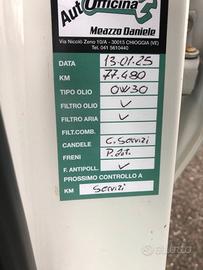 AutOfficina
Meazzo Daniele
Via Nicolò Zeno 10/A - 30015 CHIOGGIA (VE)
Tel. 041 5610440
DATA 13.01.25
KM 77.480
TIPO OLIO 0W30
FILTRO OLIO ✓
FILTRO ARIA ✓
FILT.COMB.
CANDELE C. Servizi
FRENI P. dist.
F. ANTIPOLL. ✓
PROSSIMO CONTROLLO A
KM Servizi
subito